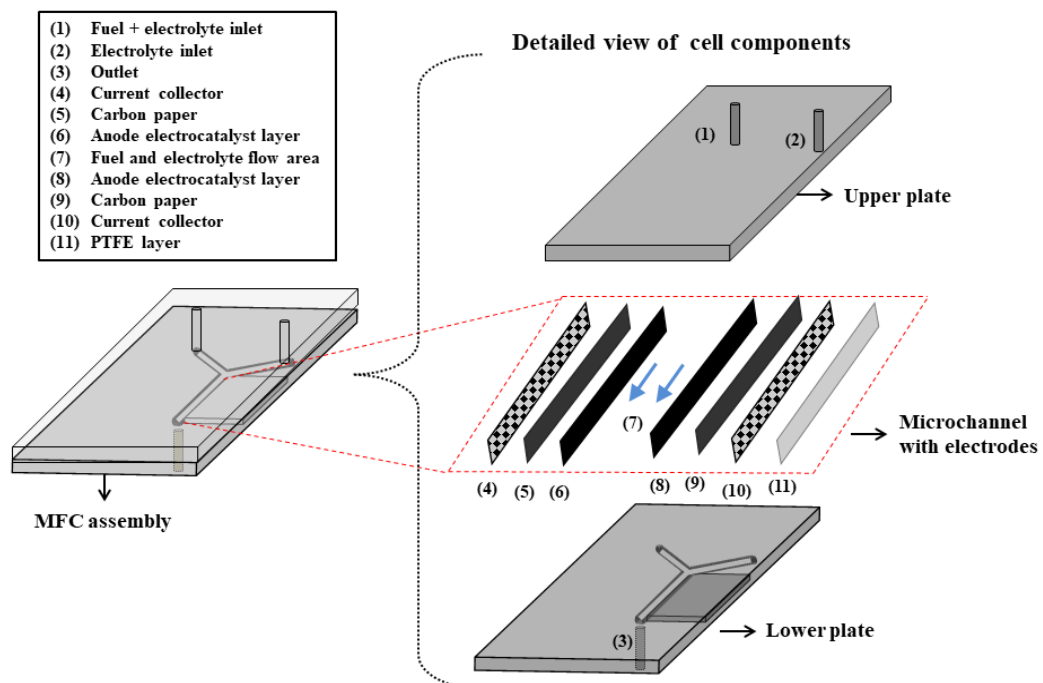 (1) Fuel + electrolyte inlet
(2) Electrolyte inlet
(3) Outlet
(4) Current collector
(5) Carbon paper
(6) Anode electrocatalyst layer
(7) Fuel and electrolyte flow area
(8) Anode electrocatalyst layer
(9) Carbon paper
(10) Current collector
(11) PTFE layer
Detailed view of cell components
(1)
(2)
Upper plate
(7)
Microchannel
with electrodes
(4) (5) (6) (8) (9) (10) (11)
MFC assembly
(3)
Lower plate